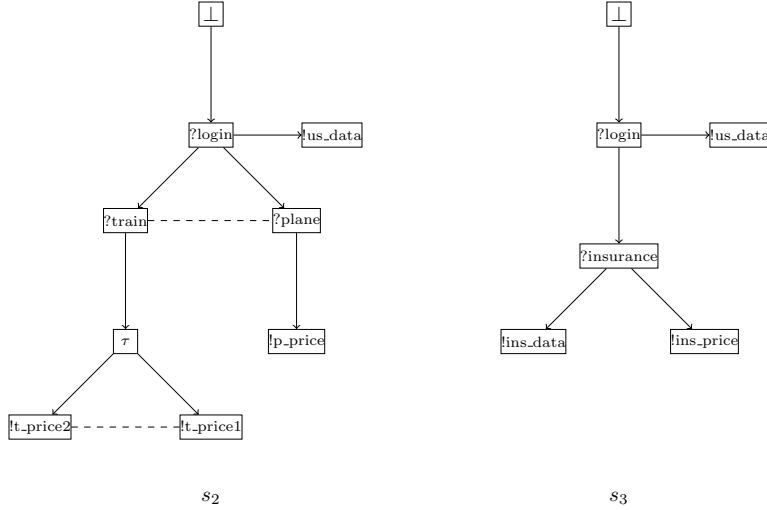 ⊥ ⊥
?login !us_data ?login !us_data
?train ?plane
?insurance
τ !p_price !ins_data !ins_price
!t_price2 !t_price1
s₂ s₃